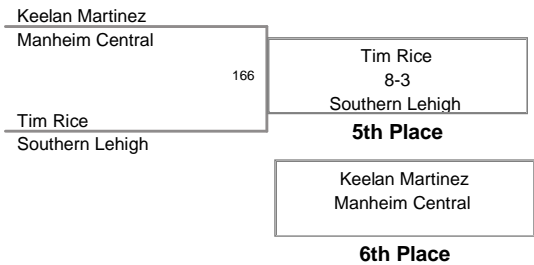 Keelan Martinez
Manheim Central
166
Tim Rice
Southern Lehigh
Tim Rice
8-3
Southern Lehigh
5th Place
Keelan Martinez
Manheim Central
6th Place